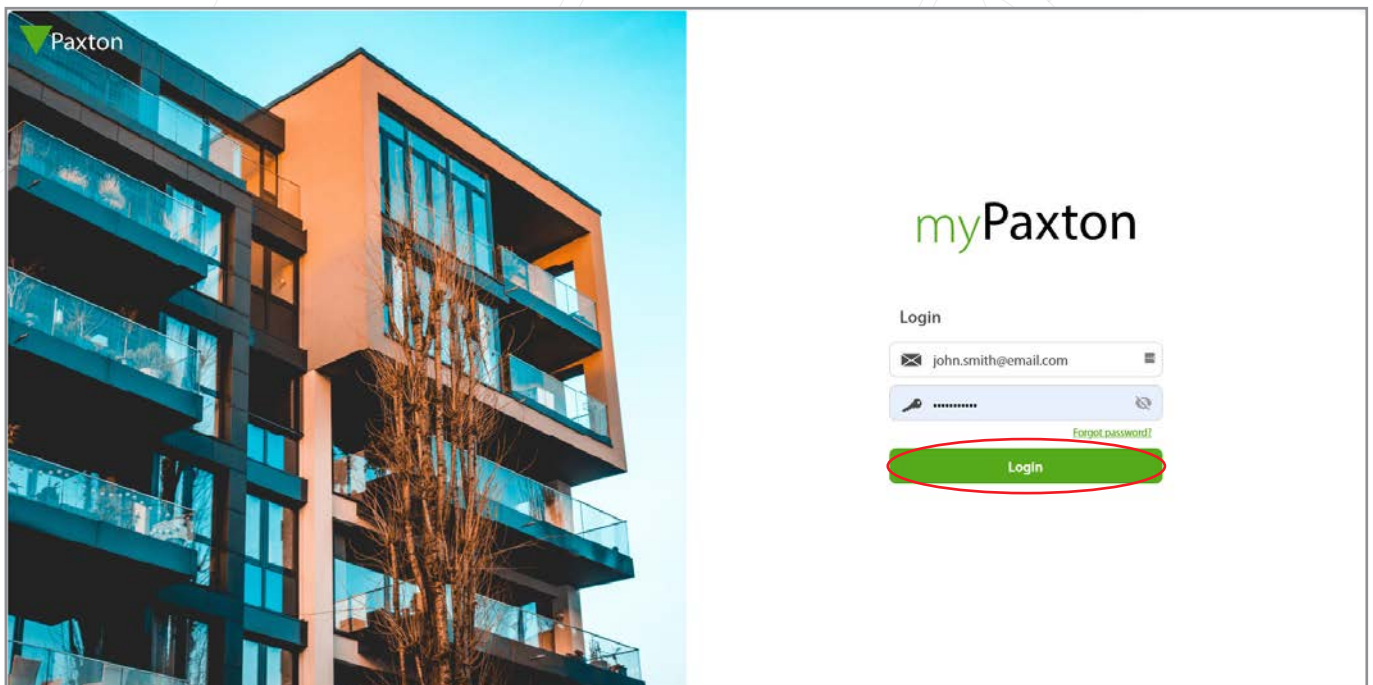 Paxton
myPaxton
Login
john.smith@email.com
•••••••••••
Forgot password?
Login